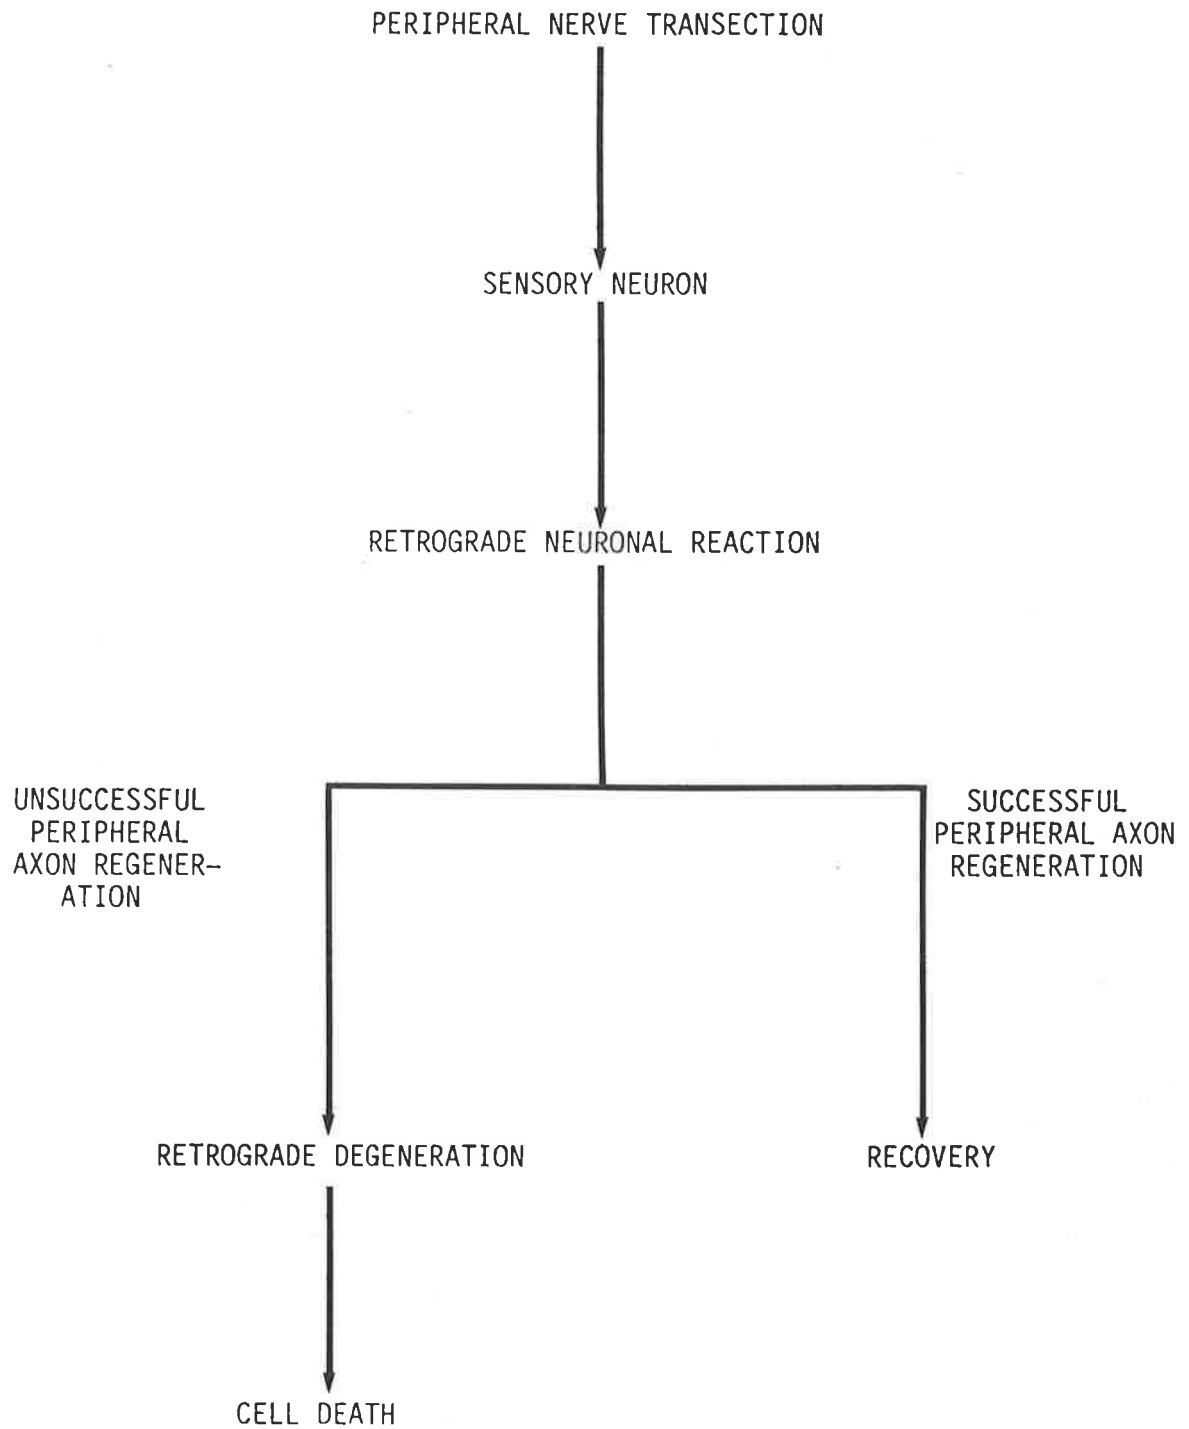 PERIPHERAL NERVE TRANSECTION
SENSORY NEURON
RETROGRADE NEURONAL REACTION
UNSUCCESSFUL
PERIPHERAL
AXON REGENER-
ATION
SUCCESSFUL
PERIPHERAL AXON
REGENERATION
RETROGRADE DEGENERATION
RECOVERY
CELL DEATH